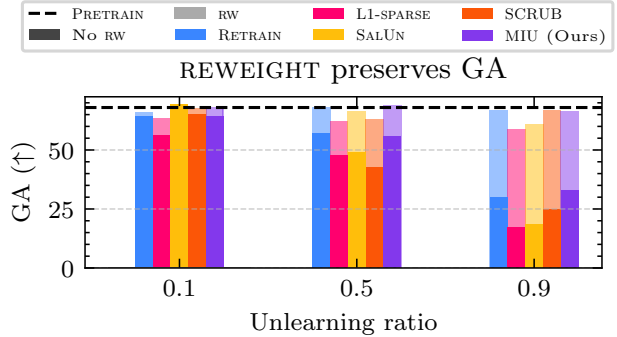 PRETRAIN RW L1-SPARSE SCRUB
NO RW RETRAIN SALUN MIU (Ours)
REWEIGHT preserves GA
GA (↑)
50
25
0
0.1 0.5 0.9
Unlearning ratio